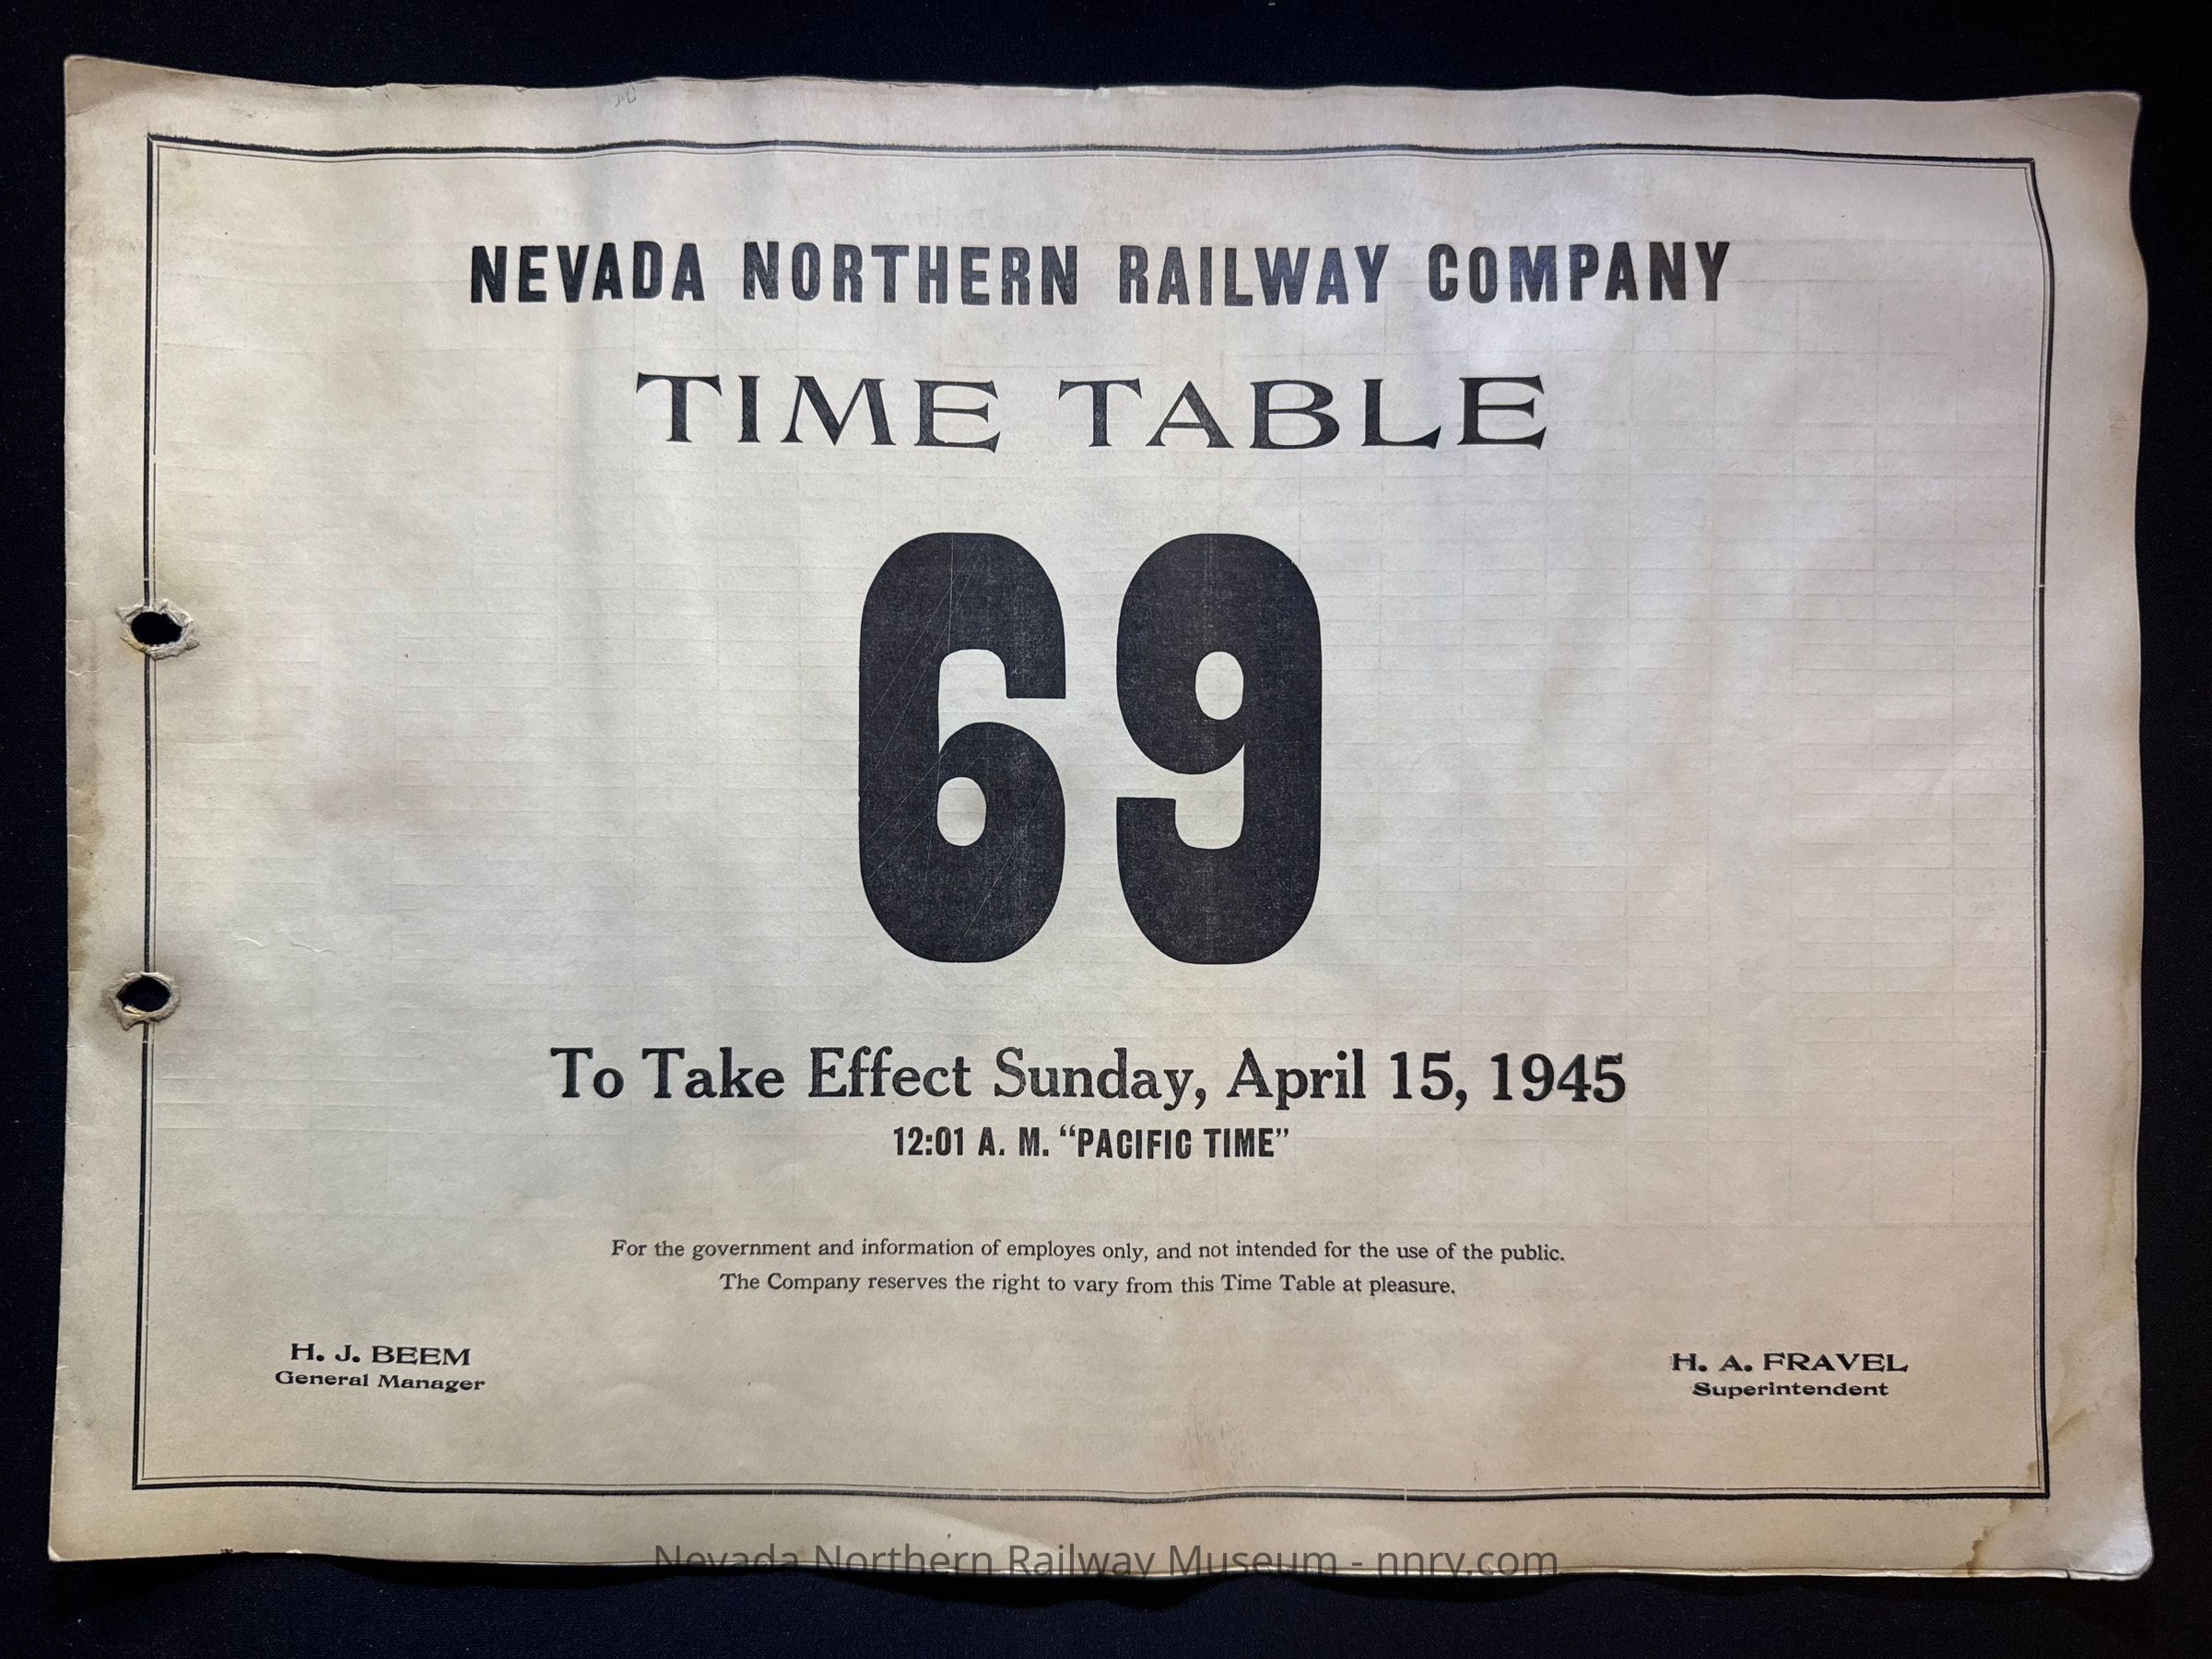 NEVADA NORTHERN RAILWAY COMPANY
TIME TABLE
69
To Take Effect Sunday, April 15, 1945
12:01 A. M. “PACIFIC TIME”
For the government and information of employes only, and not intended for the use of the public.
The Company reserves the right to vary from this Time Table at pleasure.
H. J. BEEM
General Manager
H. A. FRAVEL
Superintendent
Nevada Northern Railway Museum - nnry.com